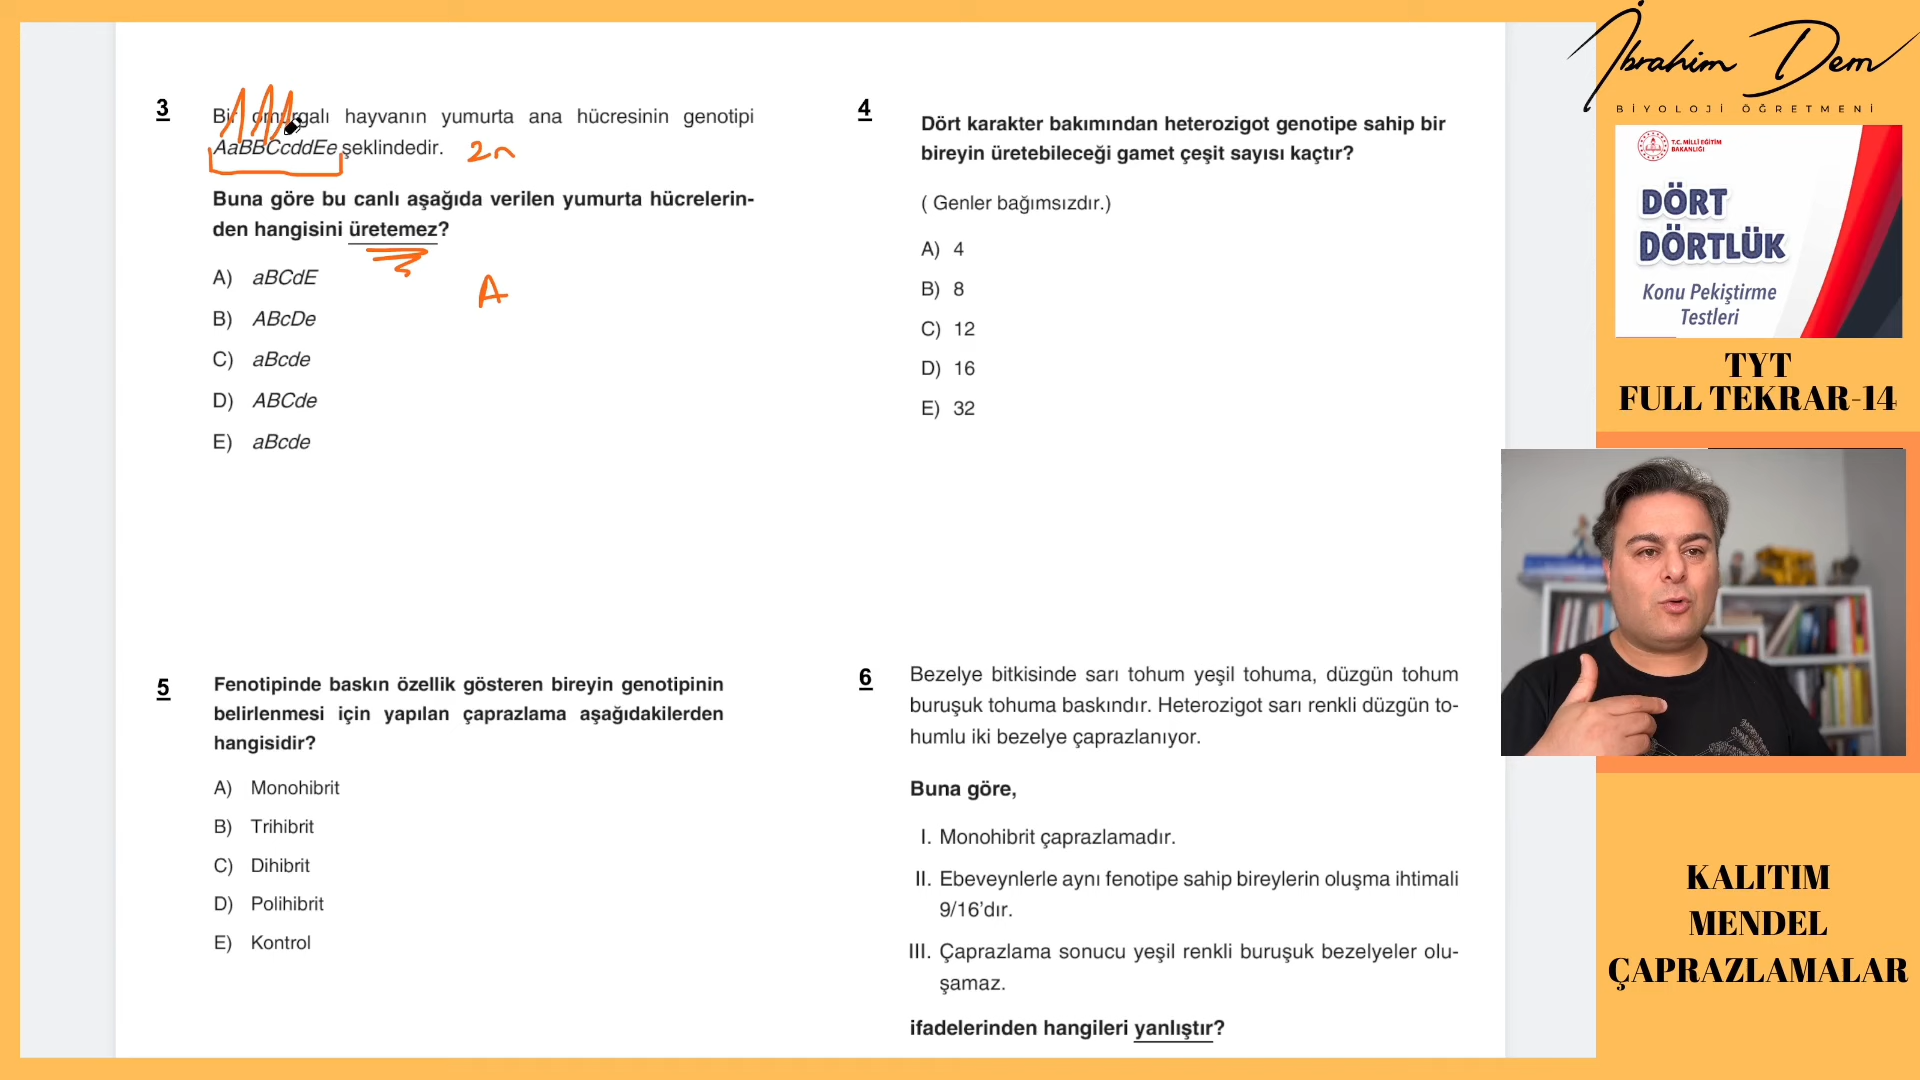 3
Bir omurgalı hayvanın yumurta ana hücresinin genotipi
AaBBCcddEe şeklindedir.
2n
Buna göre bu canlı aşağıda verilen yumurta hücrelerin-
den hangisini üretemez?
A) aBCdE
A
B) ABcDe
C) aBcde
D) ABCde
E) aBcde
4
Dört karakter bakımından heterozigot genotipe sahip bir
bireyin üretebileceği gamet çeşit sayısı kaçtır?
( Genler bağımsızdır.)
A) 4
B) 8
C) 12
D) 16
E) 32
5
Fenotipinde baskın özellik gösteren bireyin genotipinin
belirlenmesi için yapılan çaprazlama aşağıdakilerden
hangisidir?
A) Monohibrit
B) Trihibrit
C) Dihibrit
D) Polihibrit
E) Kontrol
6
Bezelye bitkisinde sarı tohum yeşil tohuma, düzgün tohum
buruşuk tohuma baskındır. Heterozigot sarı renkli düzgün to-
humlu iki bezelye çaprazlanıyor.
Buna göre,
I. Monohibrit çaprazlamadır.
II. Ebeveynlerle aynı fenotipe sahip bireylerin oluşma ihtimali
9/16’dır.
III. Çaprazlama sonucu yeşil renkli buruşuk bezelyeler olu-
şamaz.
ifadelerinden hangileri yanlıştır?
İbrahim Dem
BİYOLOJİ ÖĞRETMENİ
T.C. MİLLÎ EĞİTİM
BAKANLIĞI
DÖRT
DÖRTLÜK
Konu Pekiştirme
Testleri
TYT
FULL TEKRAR-14
KALITIM
MENDEL
ÇAPRAZLAMALAR